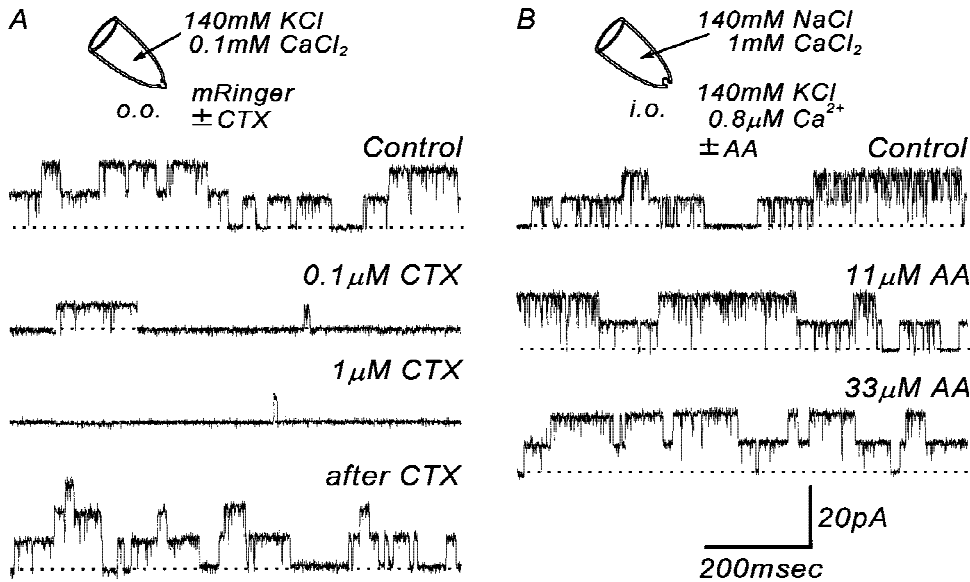 A
140mM KCl
0.1mM CaCl₂
o.o.
mRinger
±CTX
Control
0.1μM CTX
1μM CTX
after CTX
B
140mM NaCl
1mM CaCl₂
i.o.
140mM KCl
0.8μM Ca²⁺
±AA
Control
11μM AA
33μM AA
20pA
200msec